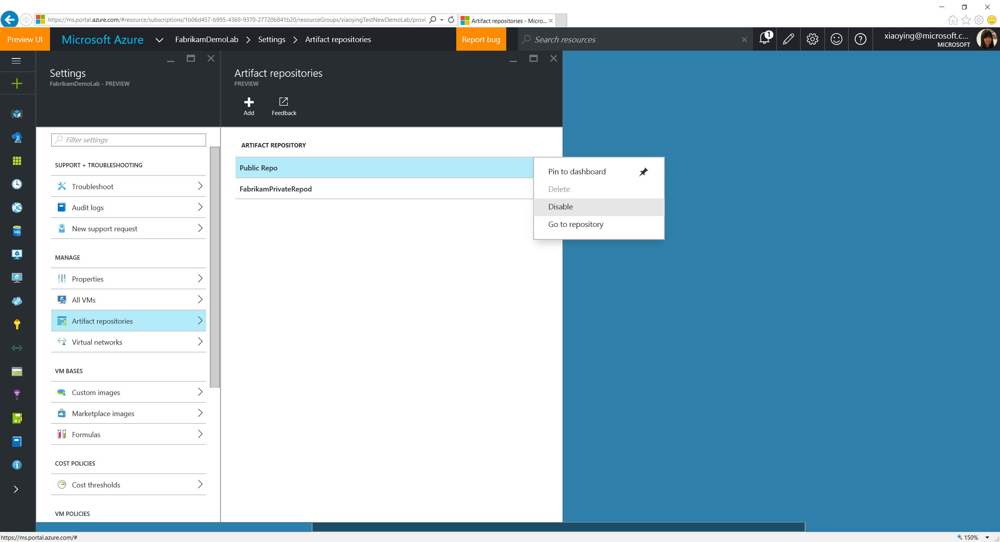 https://ms.portal.azure.com/#resource/subscriptions/1b06d457-b995-4369-9370-27720b841b20/resourceGroups/xiaoyingTestNewDemoLab/provi
Artifact repositories - Micro...
Preview UI
Microsoft Azure
FabrikamDemoLab
Settings
Artifact repositories
Report bug
Search resources
1
xiaoying@microsoft.c...
MICROSOFT
Settings
FabrikamDemoLab - PREVIEW
Filter settings
SUPPORT + TROUBLESHOOTING
Troubleshoot
Audit logs
New support request
MANAGE
Properties
All VMs
Artifact repositories
Virtual networks
VM BASES
Custom images
Marketplace images
Formulas
COST POLICIES
Cost thresholds
VM POLICIES
SQL
Artifact repositories
PREVIEW
Add
Feedback
ARTIFACT REPOSITORY
Public Repo
FabrikamPrivateRepod
Pin to dashboard
Delete
Disable
Go to repository
https://ms.portal.azure.com/#
150%